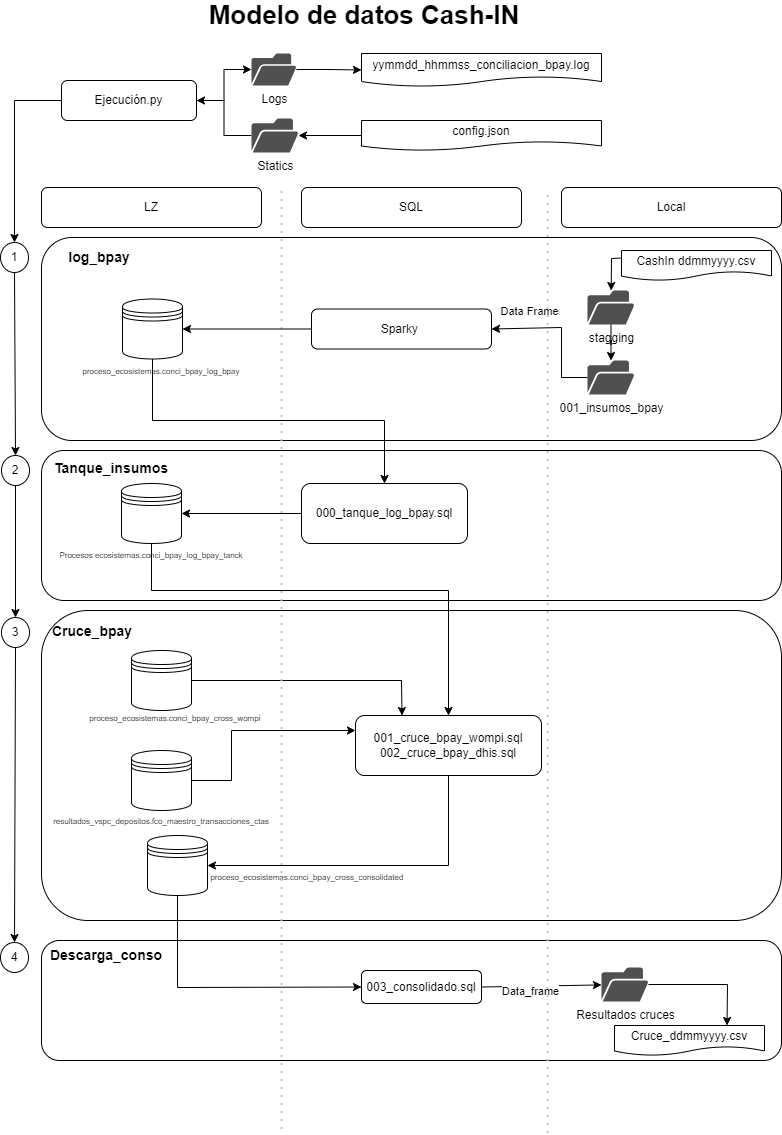 Modelo de datos Cash-IN
yymmdd_hhmmss_conciliacion_bpay.log
Ejecución.py
Logs
config.json
Statics
LZ
SQL
Local
1
log_bpay
CashIn ddmmyyyy.csv
Data Frame
Sparky
stagging
proceso_ecosistemas.conci_bpay_log_bpay
001_insumos_bpay
2
Tanque_insumos
000_tanque_log_bpay.sql
Procesos ecosistemas.conci_bpay_log_bpay_tanck
3
Cruce_bpay
proceso_ecosistemas.conci_bpay_cross_wompi
001_cruce_bpay_wompi.sql
002_cruce_bpay_dhis.sql
resultados_vspc_depositos.fco_maestro_transacciones_ctas
proceso_ecosistemas.conci_bpay_cross_consolidated
4
Descarga_conso
003_consolidado.sql
Data_frame
Resultados cruces
Cruce_ddmmyyyy.csv